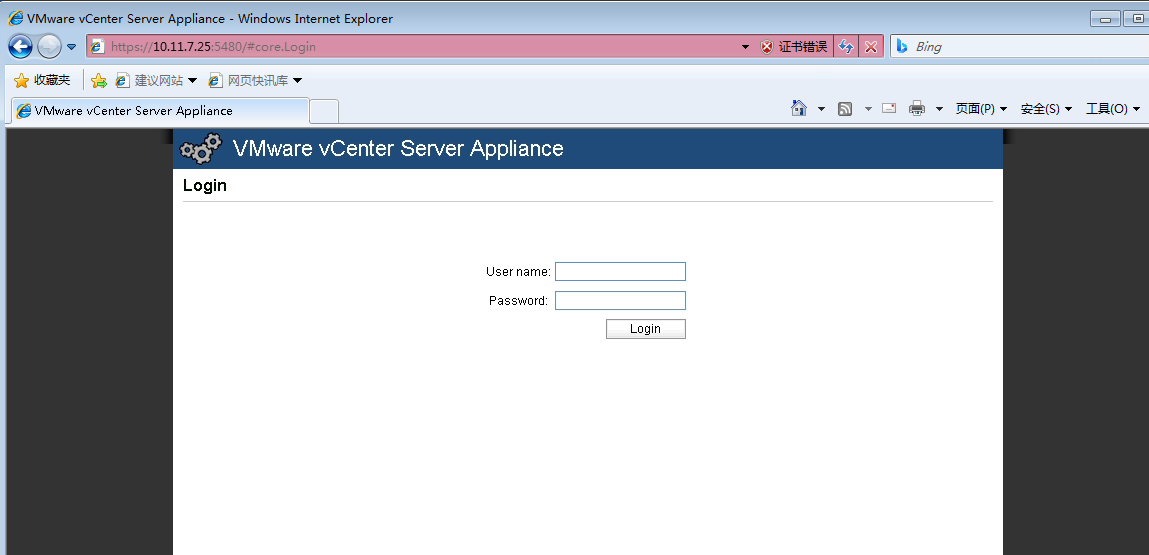 VMware vCenter Server Appliance - Windows Internet Explorer
https://10.11.7.25:5480/#core.Login 证书错误 Bing
收藏夹 建议网站 网页快讯库
VMware vCenter Server Appliance 页面(P) 安全(S) 工具(O)
VMware vCenter Server Appliance
Login
User name:
Password:
Login